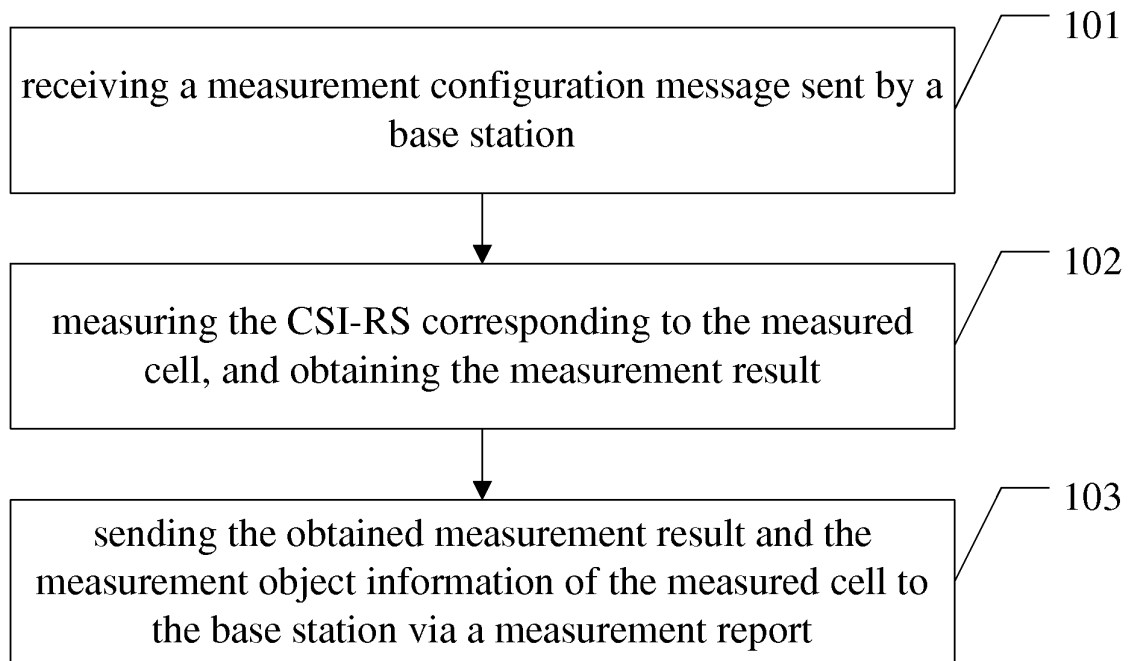 101
receiving a measurement configuration message sent by a
base station
102
measuring the CSI-RS corresponding to the measured
cell, and obtaining the measurement result
103
sending the obtained measurement result and the
measurement object information of the measured cell to
the base station via a measurement report